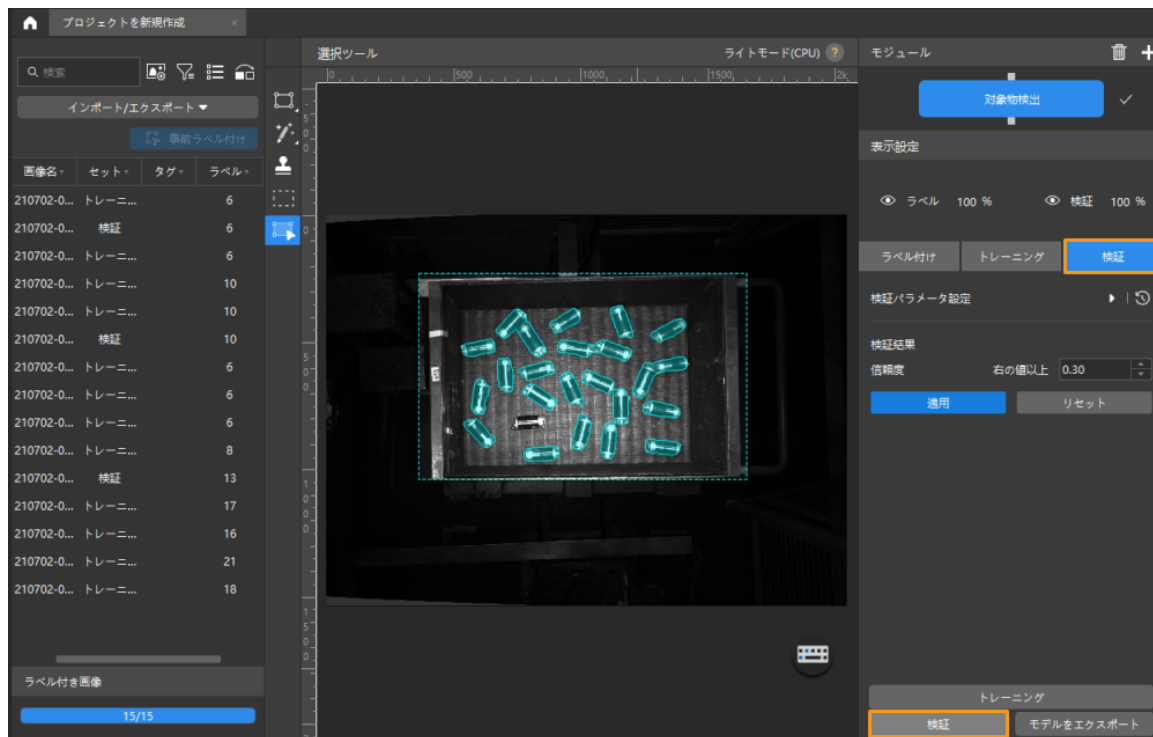 プロジェクトを新規作成 ×
選択ツール ライトモード(CPU) ?
モジュール
検索
インポート/エクスポート
事前ラベル付け
画像名 セット タグ ラベル
210702-0... トレーニ... 6
210702-0... 検証 6
210702-0... トレーニ... 6
210702-0... トレーニ... 10
210702-0... トレーニ... 10
210702-0... 検証 10
210702-0... トレーニ... 6
210702-0... トレーニ... 6
210702-0... トレーニ... 6
210702-0... トレーニ... 8
210702-0... 検証 13
210702-0... トレーニ... 17
210702-0... トレーニ... 16
210702-0... トレーニ... 21
210702-0... トレーニ... 18
ラベル付き画像
15/15
0 500 1000 1500 2k
500
0
500
1000
1500
対象物検出
表示設定
ラベル 100 % 検証 100 %
ラベル付け トレーニング 検証
検証パラメータ設定
検証結果
信頼度 右の値以上 0.30
適用 リセット
トレーニング
検証 モデルをエクスポート